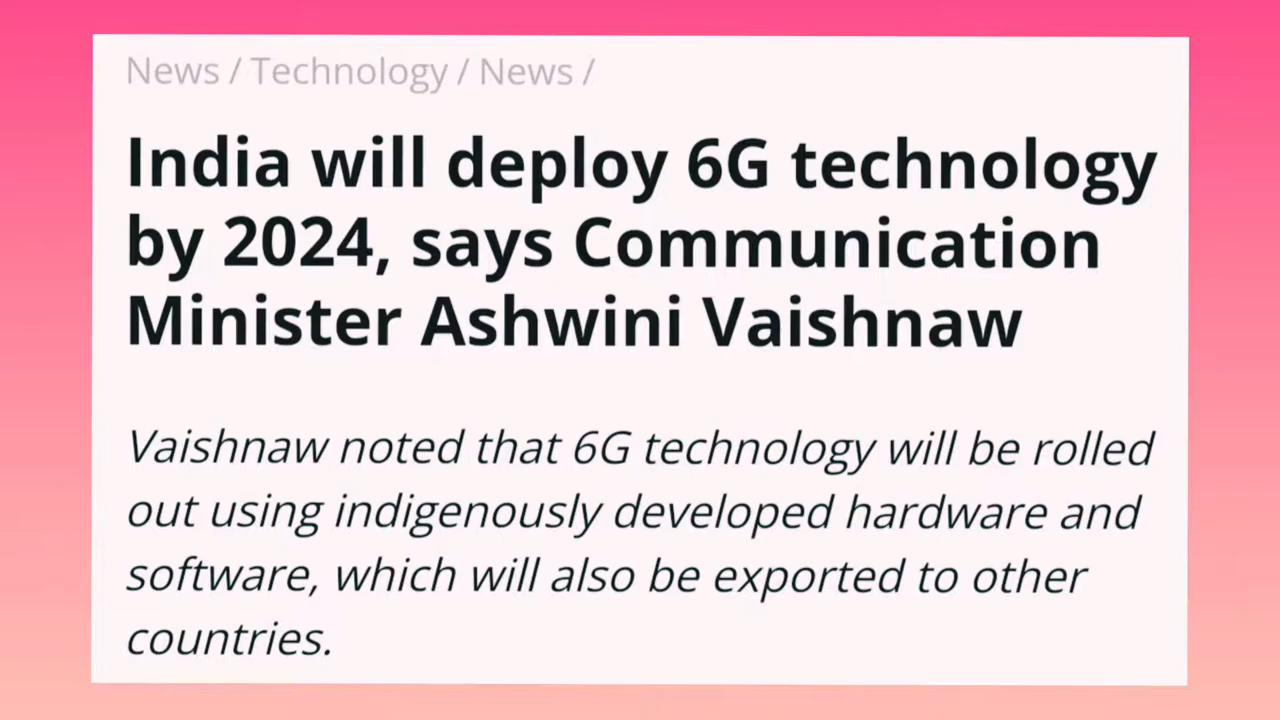 News / Technology / News /
India will deploy 6G technology
by 2024, says Communication
Minister Ashwini Vaishnaw
Vaishnaw noted that 6G technology will be rolled
out using indigenously developed hardware and
software, which will also be exported to other
countries.